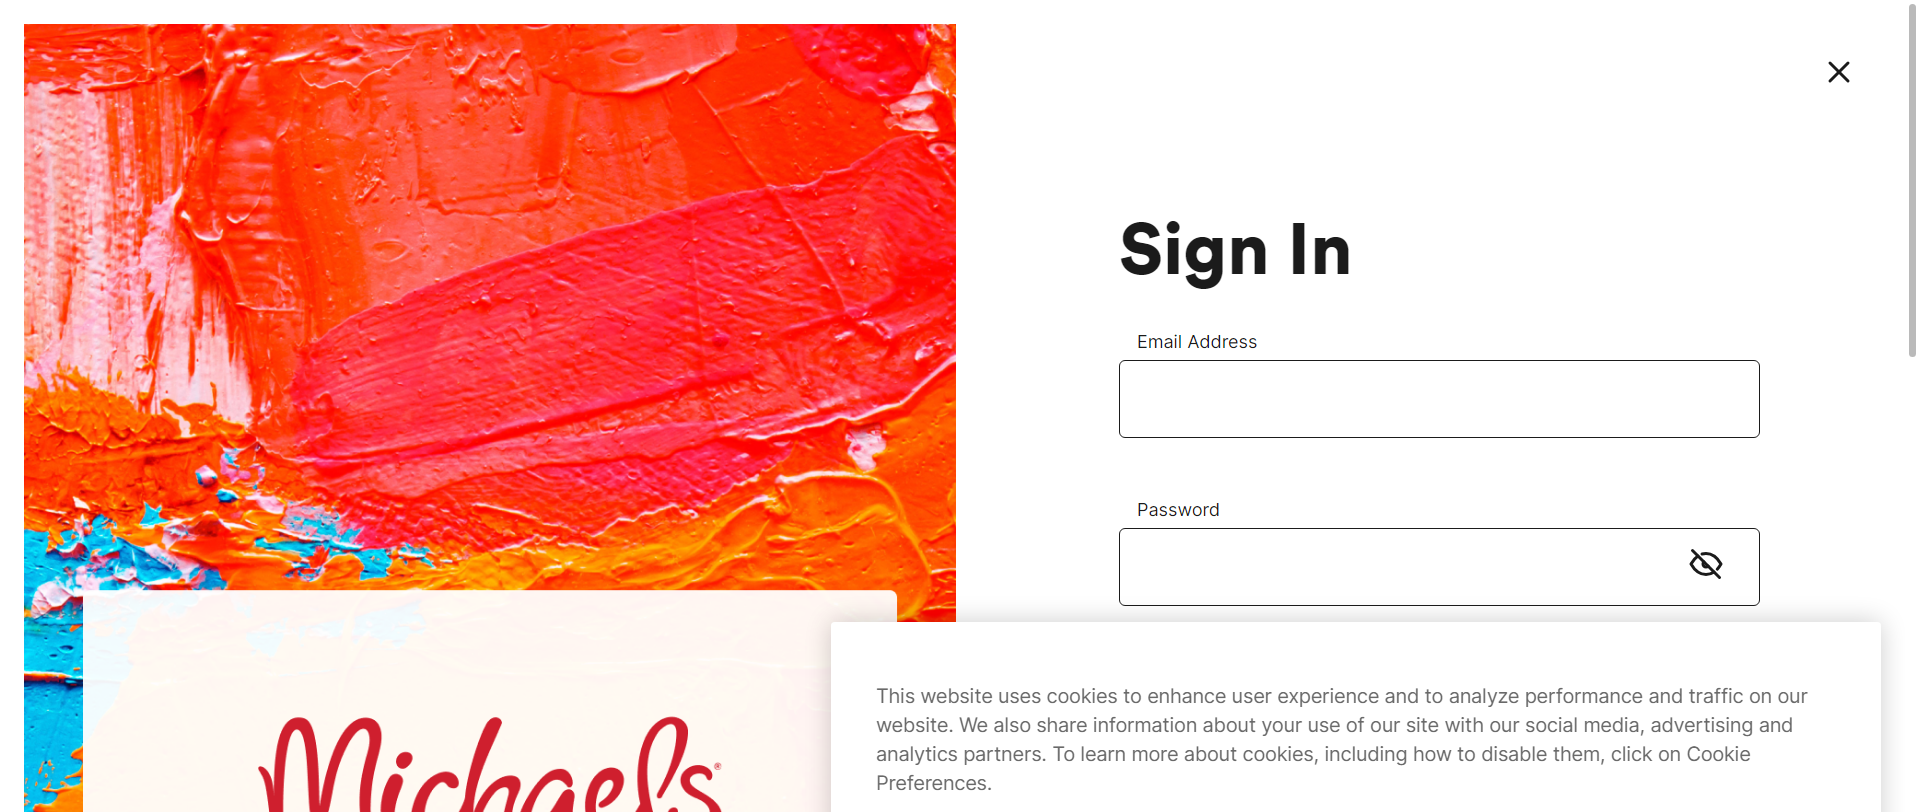 Sign In
Email Address
Password
Michaels®
This website uses cookies to enhance user experience and to analyze performance and traffic on our
website. We also share information about your use of our site with our social media, advertising and
analytics partners. To learn more about cookies, including how to disable them, click on Cookie
Preferences.